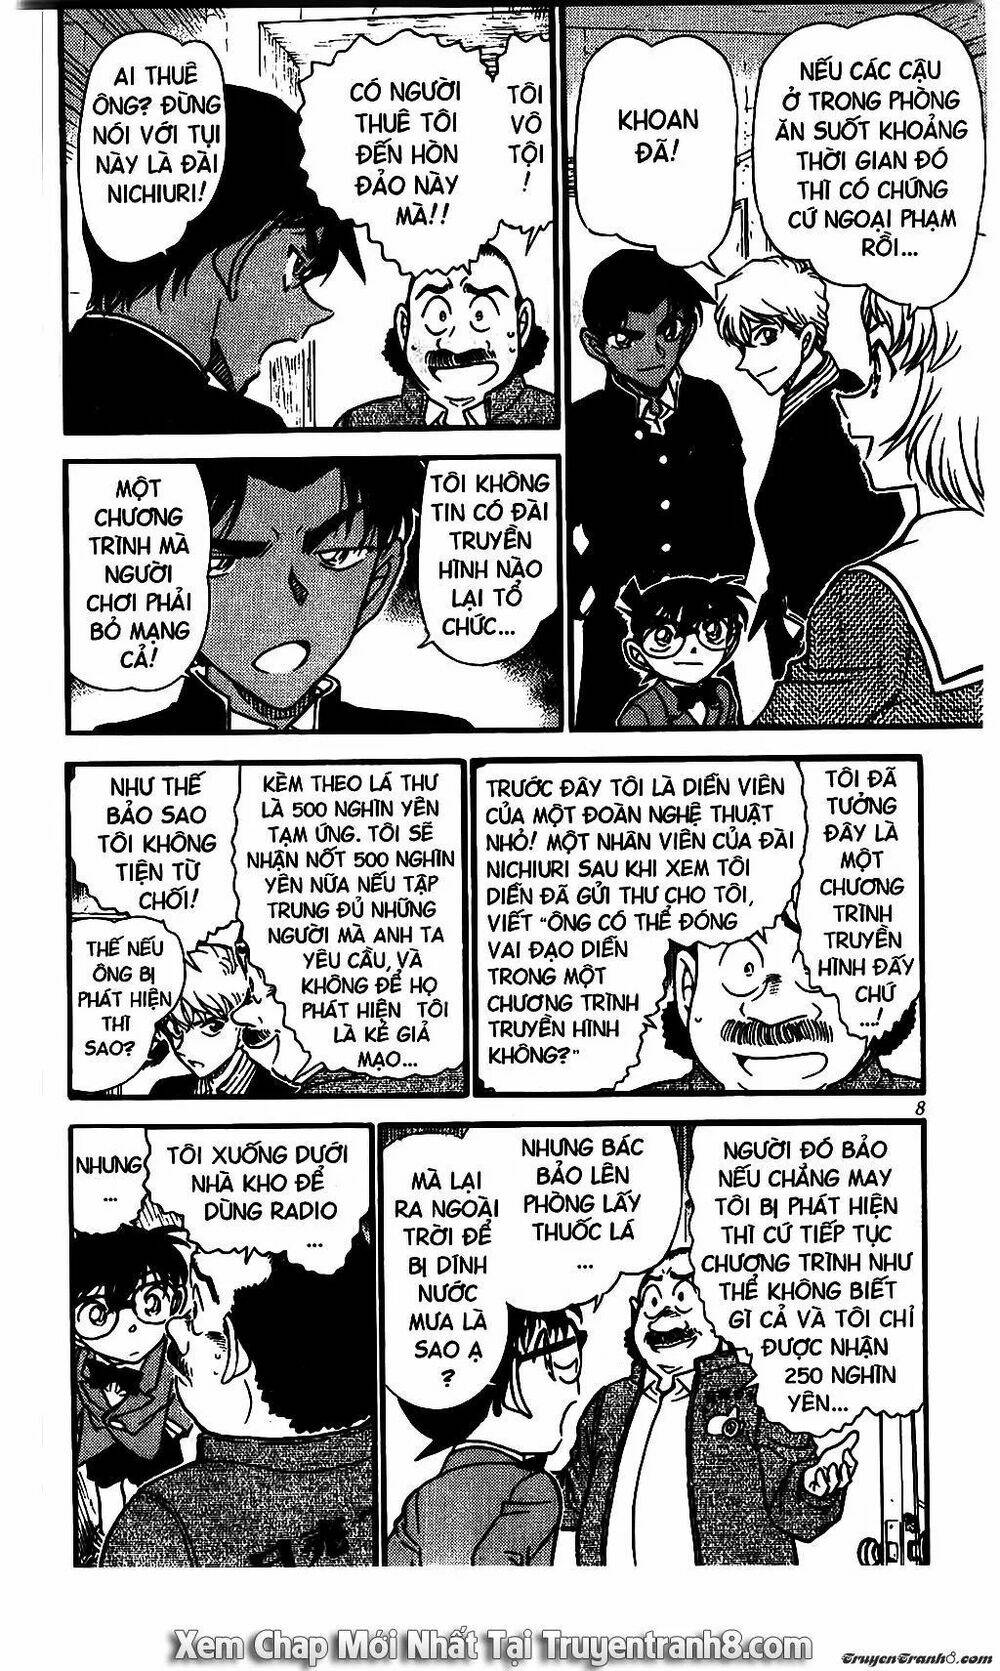 NẾU CÁC CẬU
Ở TRONG PHÒNG
ĂN SUỐT KHOẢNG
THỜI GIAN ĐÓ
THÌ CÓ CHỨNG
CỨ NGOẠI PHẠM
RỒI...
KHOAN
ĐÃ!
TÔI
VÔ
TỘI
!
CÓ NGƯỜI
THUÊ TÔI
ĐẾN HÒN
ĐẢO NÀY
MÀ!!
AI THUÊ
ÔNG? ĐỪNG
NÓI VỚI TỤI
NÀY LÀ ĐÀI
NICHIURI!
TÔI KHÔNG
TIN CÓ ĐÀI
TRUYỀN
HÌNH NÀO
LẠI TỔ
CHỨC...
MỘT
CHƯƠNG
TRÌNH MÀ
NGƯỜI
CHƠI PHẢI
BỎ MẠNG
CẢ!
TÔI ĐÃ
TƯỞNG
ĐÂY LÀ
MỘT
CHƯƠNG
TRÌNH
TRUYỀN
HÌNH ĐẤY
CHỨ
...!
TRƯỚC ĐÂY TÔI LÀ DIỄN VIÊN
CỦA MỘT ĐOÀN NGHỆ THUẬT
NHỎ! MỘT NHÂN VIÊN CỦA ĐÀI
NICHIURI SAU KHI XEM TÔI
DIỄN ĐÃ GỬI THƯ CHO TÔI,
VIẾT "ÔNG CÓ THỂ ĐÓNG
VAI ĐẠO DIỄN
TRONG MỘT
CHƯƠNG TRÌNH
TRUYỀN HÌNH
KHÔNG?"
KÈM THEO LÁ THƯ
LÀ 500 NGHÌN YÊN
TẠM ỨNG. TÔI SẼ
NHẬN NỐT 500 NGHÌN
YÊN NỮA NẾU TẬP
TRUNG ĐỦ NHỮNG
NGƯỜI MÀ ANH TA
YÊU CẦU, VÀ
KHÔNG ĐỂ HỌ
PHÁT HIỆN TÔI
LÀ KẺ GIẢ
MẠO...
NHƯ THẾ
BẢO SAO
TÔI KHÔNG
TIỆN TỪ
CHỐI!
THẾ NẾU
ÔNG BỊ
PHÁT HIỆN
THÌ
SAO?
8
NGƯỜI ĐÓ BẢO
NẾU CHẲNG MAY
TÔI BỊ PHÁT HIỆN
THÌ CỨ TIẾP TỤC
CHƯƠNG TRÌNH NHƯ
THỂ KHÔNG BIẾT
GÌ CẢ VÀ TÔI CHỈ
ĐƯỢC NHẬN
250 NGHÌN
YÊN...
NHƯNG BÁC
BẢO LÊN
PHÒNG LẤY
THUỐC LÁ
...
MÀ LẠI
RA NGOÀI
TRỜI ĐỂ
BỊ DÍNH
NƯỚC
MƯA LÀ
SAO Ạ
?
TÔI XUỐNG DƯỚI
NHÀ KHO ĐỂ
DÙNG RADIO
...
NHƯNG
...
Xem Chap Mới Nhất Tại Truyentranh8.com
TruyenTranh8.com